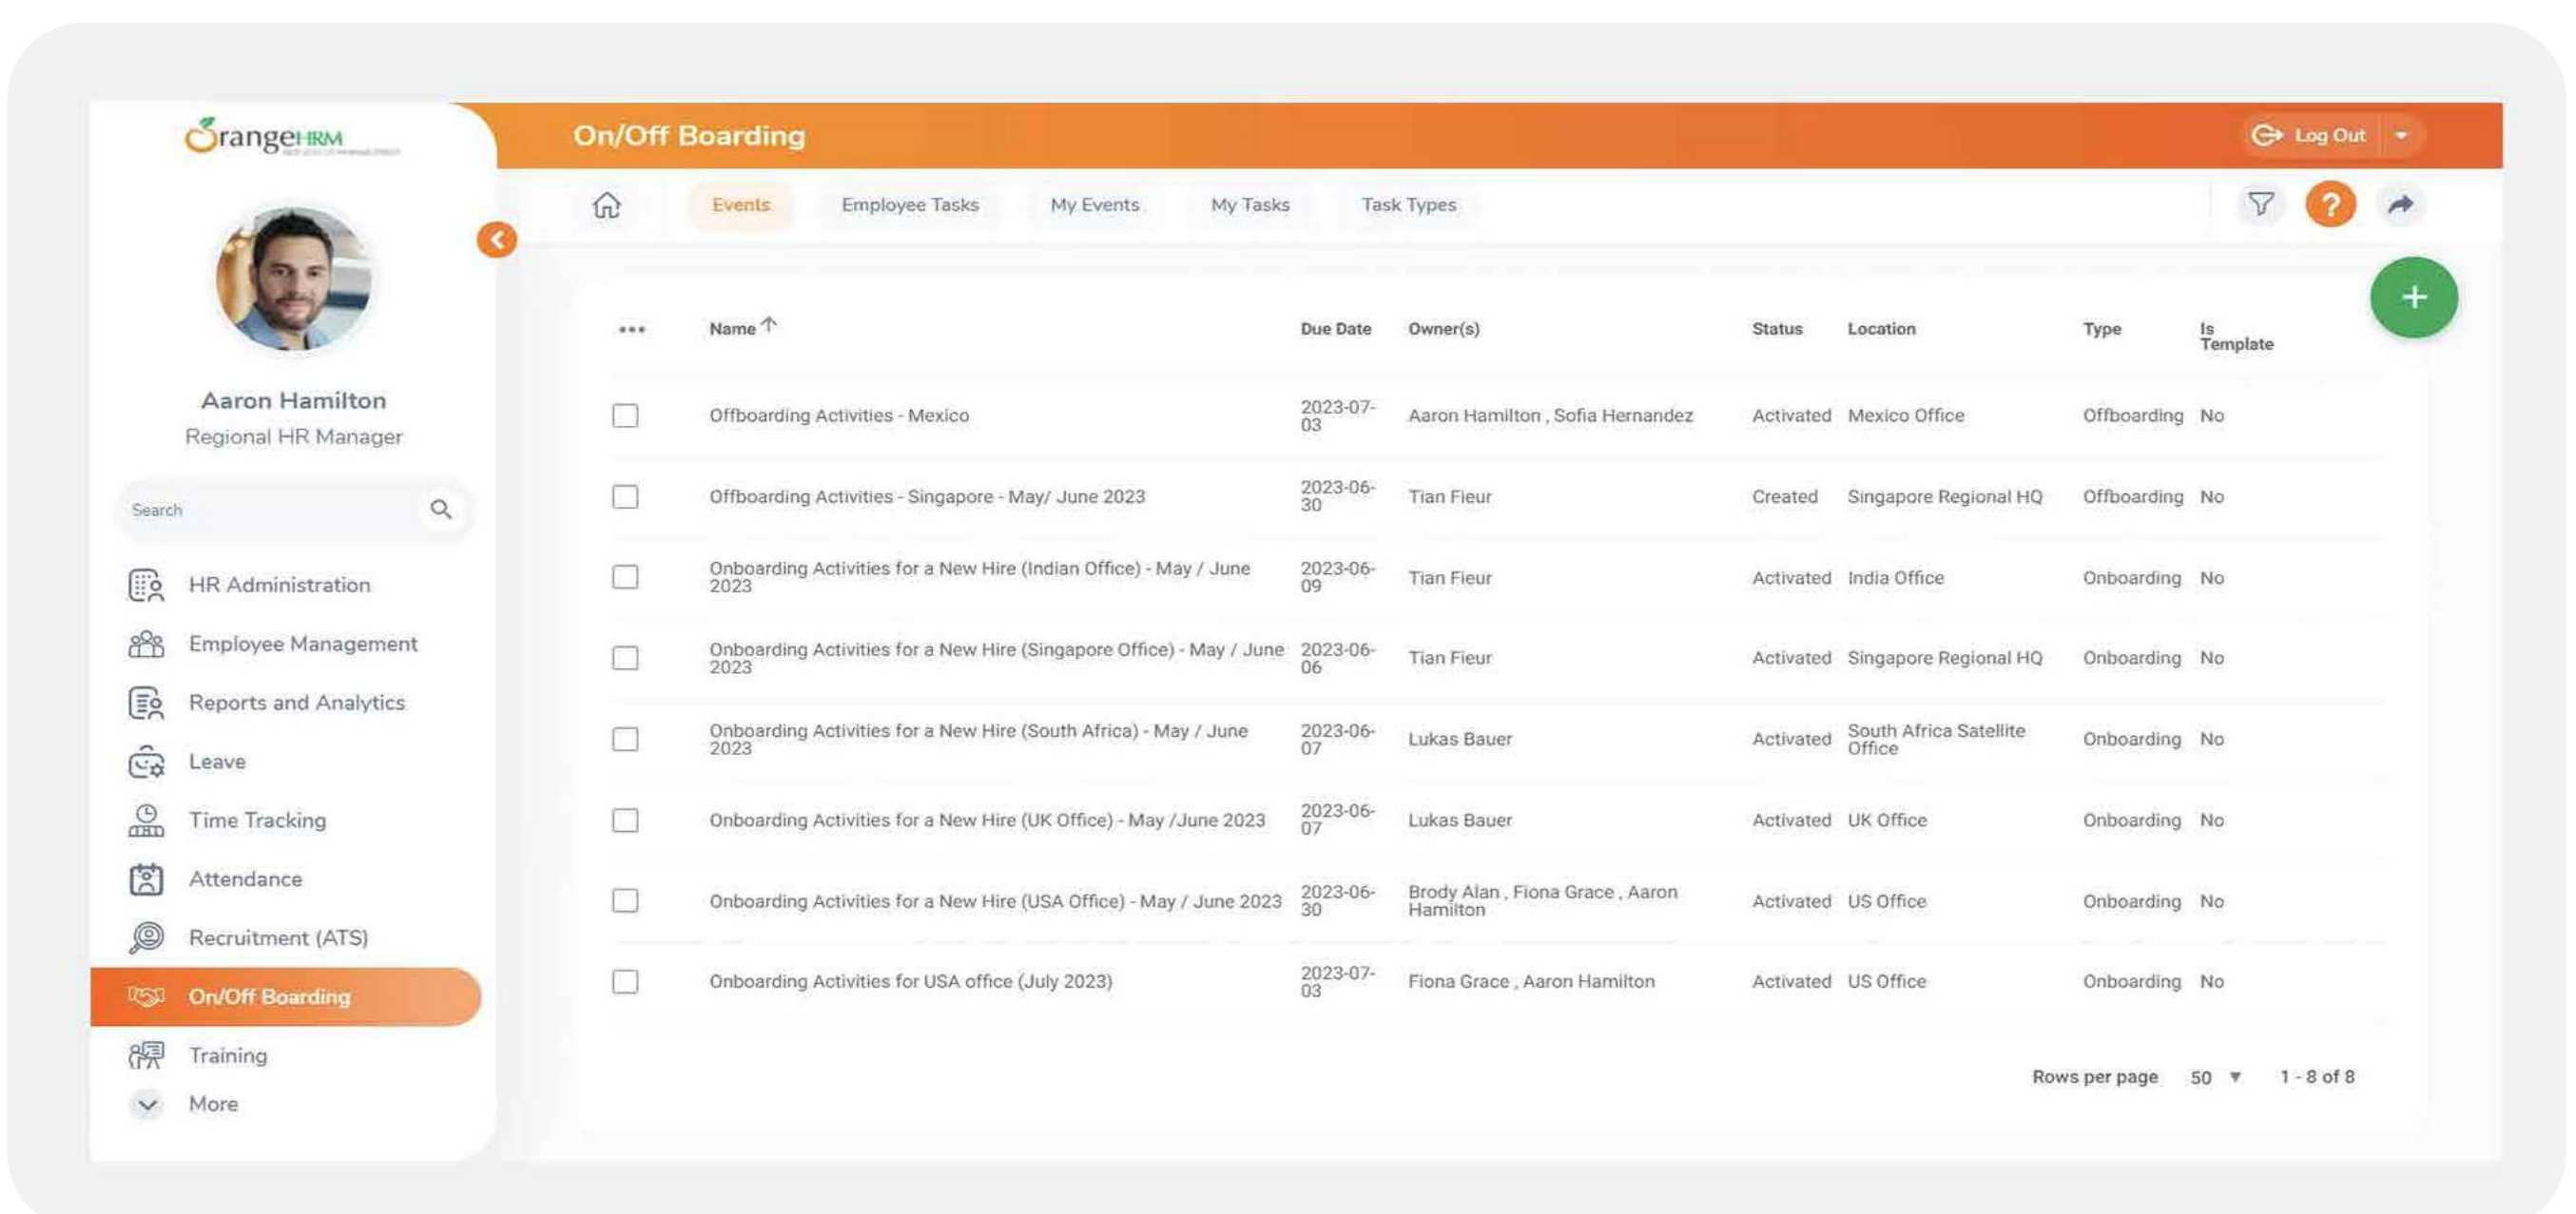 OrangeHRM
On/Off Boarding
Log Out
Events
Employee Tasks
My Events
My Tasks
Task Types
?
Aaron Hamilton
Regional HR Manager
Search
HR Administration
Employee Management
Reports and Analytics
Leave
Time Tracking
Attendance
Recruitment (ATS)
On/Off Boarding
Training
More
+
••• Name ↑ Due Date Owner(s) Status Location Type Is
Template
Offboarding Activities - Mexico 2023-07-
03 Aaron Hamilton , Sofia Hernandez Activated Mexico Office Offboarding No
Offboarding Activities - Singapore - May/ June 2023 2023-06-
30 Tian Fieur Created Singapore Regional HQ Offboarding No
Onboarding Activities for a New Hire (Indian Office) - May / June
2023 2023-06-
09 Tian Fieur Activated India Office Onboarding No
Onboarding Activities for a New Hire (Singapore Office) - May / June
2023 2023-06-
06 Tian Fieur Activated Singapore Regional HQ Onboarding No
Onboarding Activities for a New Hire (South Africa) - May / June
2023 2023-06-
07 Lukas Bauer Activated South Africa Satellite
Office Onboarding No
Onboarding Activities for a New Hire (UK Office) - May /June 2023 2023-06-
07 Lukas Bauer Activated UK Office Onboarding No
Onboarding Activities for a New Hire (USA Office) - May / June 2023 2023-06-
30 Brody Alan , Fiona Grace , Aaron
Hamilton Activated US Office Onboarding No
Onboarding Activities for USA office (July 2023) 2023-07-
03 Fiona Grace , Aaron Hamilton Activated US Office Onboarding No
Rows per page 50 ▼ 1 - 8 of 8